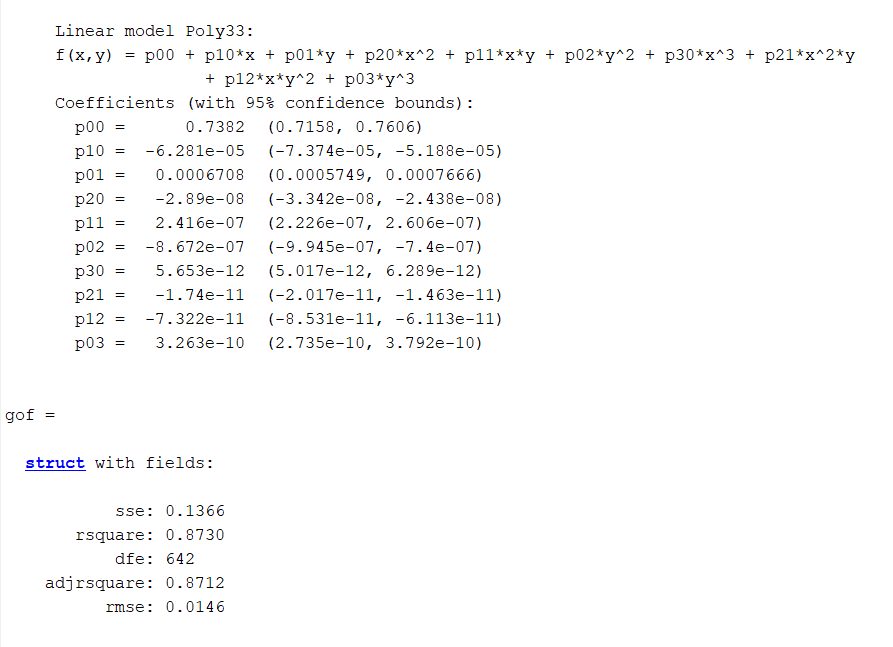 Linear model Poly33:
f(x,y) = p00 + p10*x + p01*y + p20*x^2 + p11*x*y + p02*y^2 + p30*x^3 + p21*x^2*y
+ p12*x*y^2 + p03*y^3
Coefficients (with 95% confidence bounds):
p00 = 0.7382 (0.7158, 0.7606)
p10 = -6.281e-05 (-7.374e-05, -5.188e-05)
p01 = 0.0006708 (0.0005749, 0.0007666)
p20 = -2.89e-08 (-3.342e-08, -2.438e-08)
p11 = 2.416e-07 (2.226e-07, 2.606e-07)
p02 = -8.672e-07 (-9.945e-07, -7.4e-07)
p30 = 5.653e-12 (5.017e-12, 6.289e-12)
p21 = -1.74e-11 (-2.017e-11, -1.463e-11)
p12 = -7.322e-11 (-8.531e-11, -6.113e-11)
p03 = 3.263e-10 (2.735e-10, 3.792e-10)
gof =
struct with fields:
sse: 0.1366
rsquare: 0.8730
dfe: 642
adjrsquare: 0.8712
rmse: 0.0146